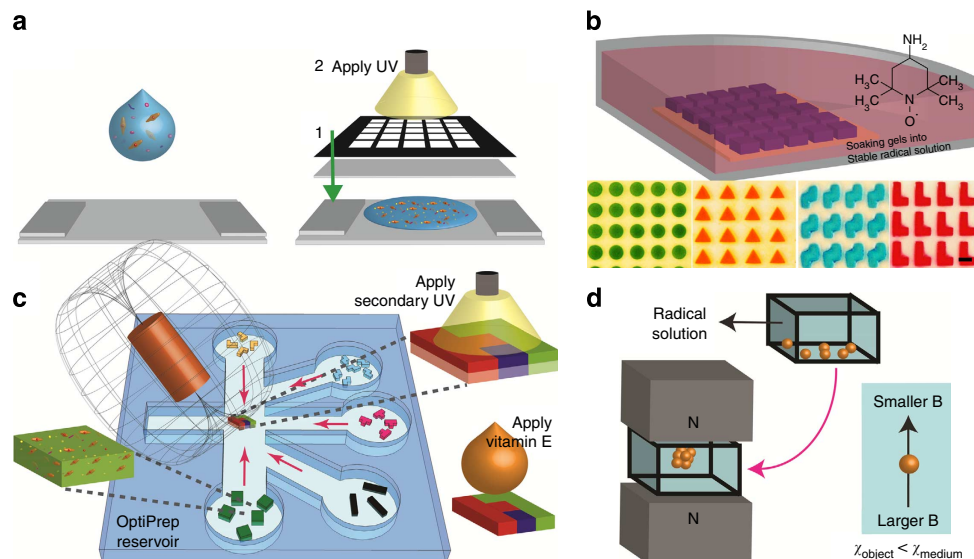 a
2 Apply UV
1
b
NH2
H3C
CH3
H3C
N
CH3
O·
Soaking gels into
Stable radical solution
c
Apply
secondary UV
Apply
vitamin E
OptiPrep
reservoir
d
Radical
solution
N
N
Smaller B
Larger B
χobject < χmedium